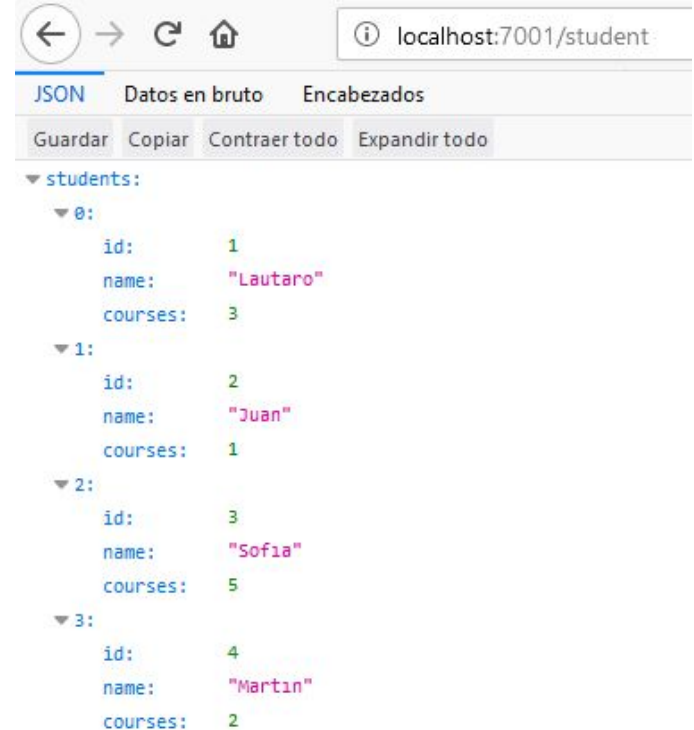 localhost:7001/student
JSON Datos en bruto Encabezados
Guardar Copiar Contraer todo Expandir todo
students:
0:
id: 1
name: "Lautaro"
courses: 3
1:
id: 2
name: "Juan"
courses: 1
2:
id: 3
name: "Sofıa"
courses: 5
3:
id: 4
name: "Martın"
courses: 2